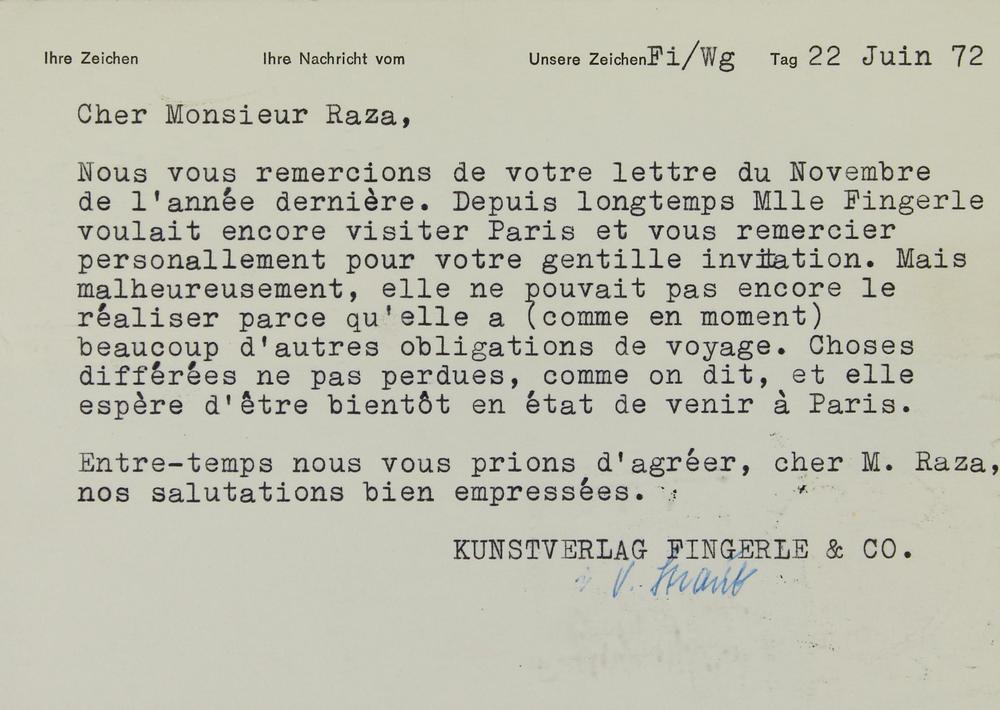 Ihre Zeichen Ihre Nachricht vom Unsere Zeichen Fi/Wg Tag 22 Juin 72
Cher Monsieur Raza,
Nous vous remercions de votre lettre du Novembre
de l'année dernière. Depuis longtemps Mlle Fingerle
voulait encore visiter Paris et vous remercier
personallement pour votre gentille invitation. Mais
malheureusement, elle ne pouvait pas encore le
réaliser parce qu'elle a (comme en moment)
beaucoup d'autres obligations de voyage. Choses
différées ne pas perdues, comme on dit, et elle
espère d'être bientôt en état de venir à Paris.
Entre-temps nous vous prions d'agréer, cher M. Raza,
nos salutations bien empressées.
KUNSTVERLAG FINGERLE & CO.